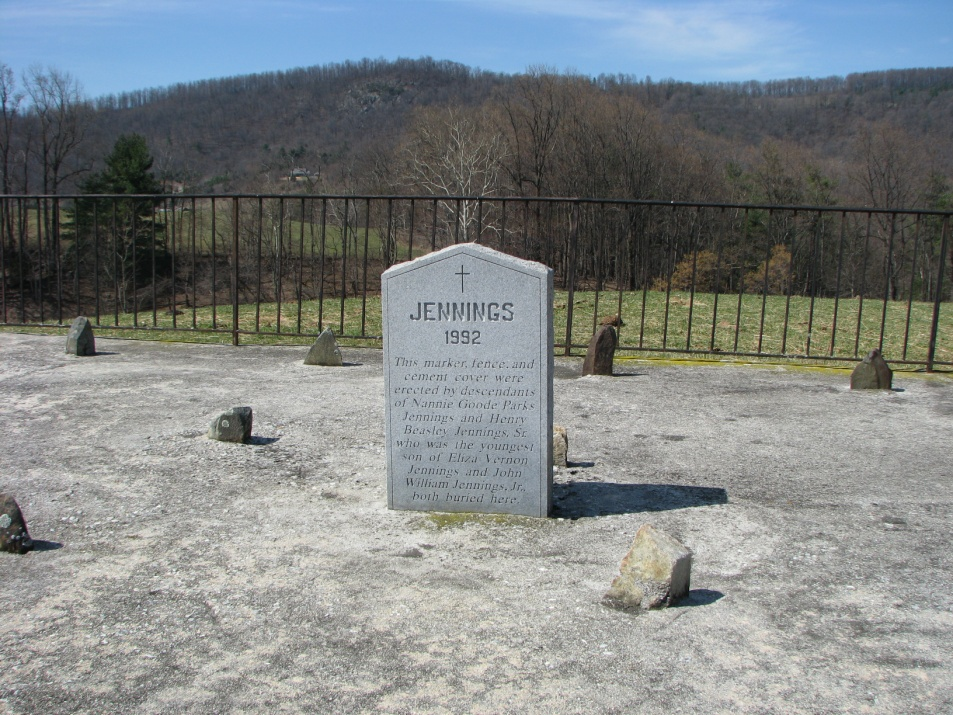 JENNINGS
1992
This marker, fence, and
cement cover were
erected by descendants
of Nannie Goode Parks
Jennings and Henry
Beasley Jennings, Sr.
who was the youngest
son of Eliza Vernon
Jennings and John
William Jennings, Jr.,
both buried here.